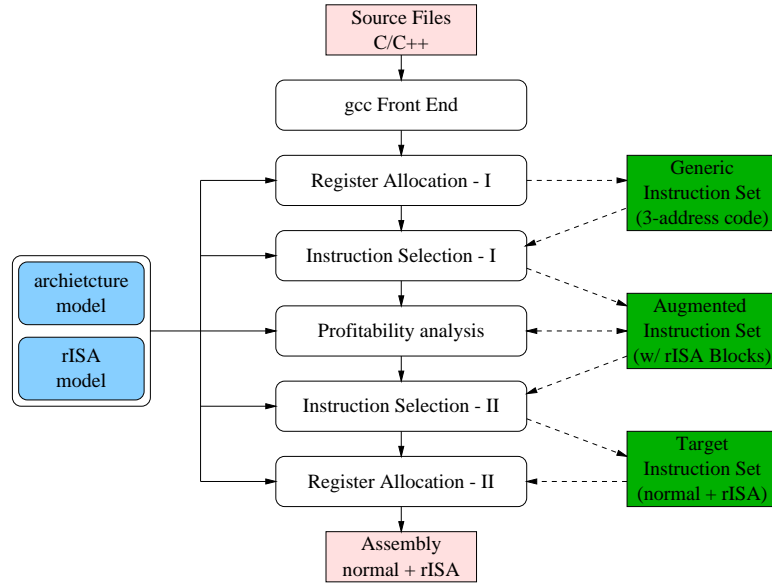 Source Files
C/C++
gcc Front End
Register Allocation - I
Generic
Instruction Set
(3-address code)
Instruction Selection - I
archietcture
model
rISA
model
Profitability analysis
Augmented
Instruction Set
(w/ rISA Blocks)
Instruction Selection - II
Target
Instruction Set
(normal + rISA)
Register Allocation - II
Assembly
normal + rISA